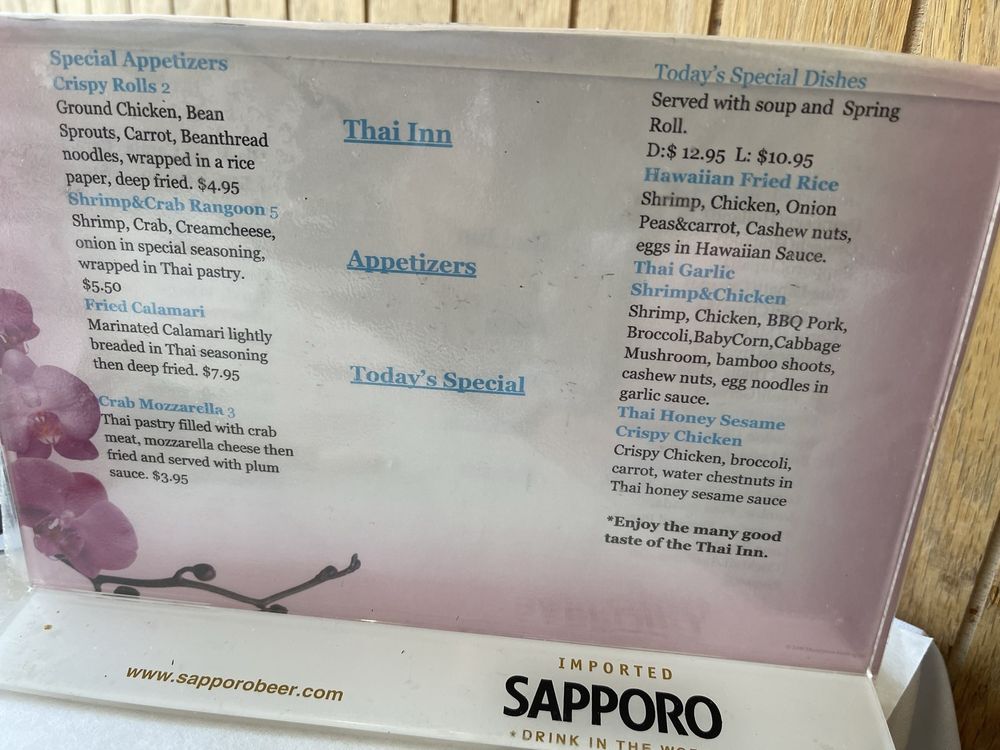 Special Appetizers
Crispy Rolls 2
Ground Chicken, Bean
Sprouts, Carrot, Beanthread
noodles, wrapped in a rice
paper, deep fried. $4.95
Shrimp&Crab Rangoon 5
Shrimp, Crab, Creamcheese,
onion in special seasoning,
wrapped in Thai pastry.
$5.50
Fried Calamari
Marinated Calamari lightly
breaded in Thai seasoning
then deep fried. $7.95
Crab Mozzarella 3
Thai pastry filled with crab
meat, mozzarella cheese then
fried and served with plum
sauce. $3.95
Thai Inn
Appetizers
Today's Special
Today's Special Dishes
Served with soup and Spring
Roll.
D:$ 12.95 L: $10.95
Hawaiian Fried Rice
Shrimp, Chicken, Onion
Peas&carrot, Cashew nuts,
eggs in Hawaiian Sauce.
Thai Garlic
Shrimp&Chicken
Shrimp, Chicken, BBQ Pork,
Broccoli,BabyCorn,Cabbage
Mushroom, bamboo shoots,
cashew nuts, egg noodles in
garlic sauce.
Thai Honey Sesame
Crispy Chicken
Crispy Chicken, broccoli,
carrot, water chestnuts in
Thai honey sesame sauce
*Enjoy the many good
taste of the Thai Inn.
www.sapporobeer.com
IMPORTED
SAPPORO
*DRINK IN THE